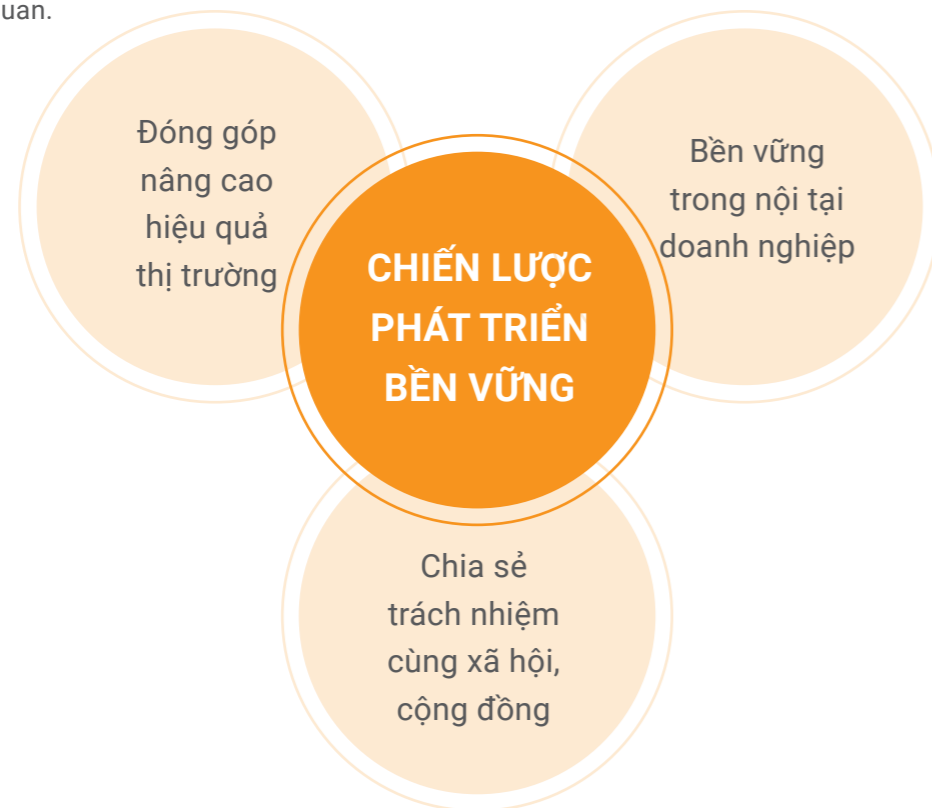 uan.
Đóng góp
nâng cao
hiệu quả
thị trường
Bền vững
trong nội tại
doanh nghiệp
CHIẾN LƯỢC
PHÁT TRIỂN
BỀN VỮNG
Chia sẻ
trách nhiệm
cùng xã hội,
cộng đồng